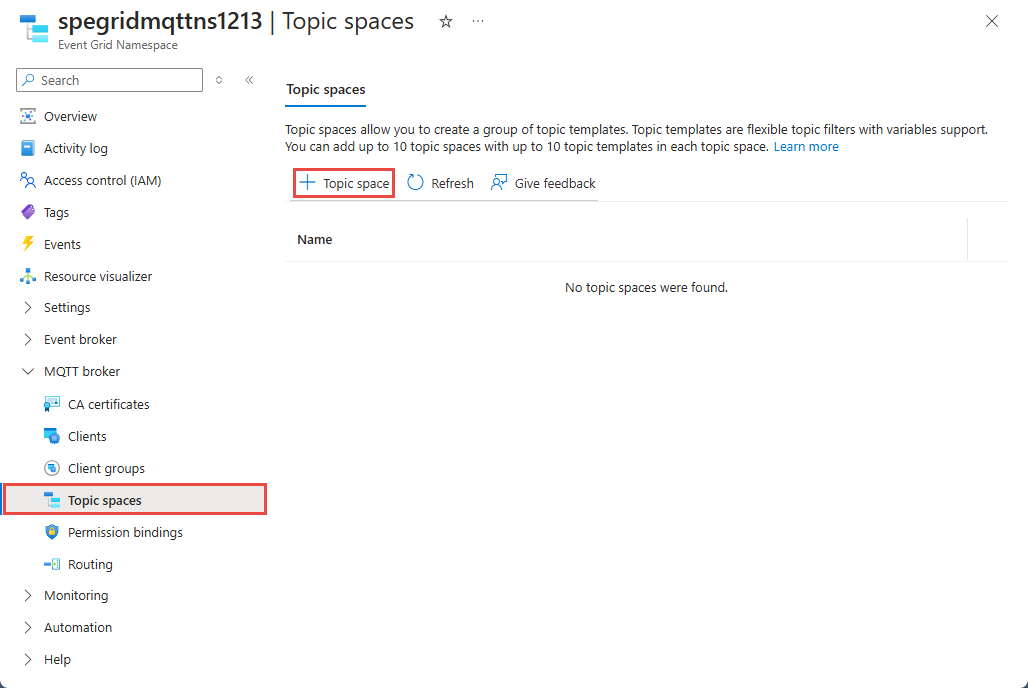 spegridmqttns1213 | Topic spaces
Event Grid Namespace
Search
Overview
Activity log
Access control (IAM)
Tags
Events
Resource visualizer
Settings
Event broker
MQTT broker
CA certificates
Clients
Client groups
Topic spaces
Permission bindings
Routing
Monitoring
Automation
Help
Topic spaces
Topic spaces allow you to create a group of topic templates. Topic templates are flexible topic filters with variables support.
You can add up to 10 topic spaces with up to 10 topic templates in each topic space. Learn more
Topic space Refresh Give feedback
Name
No topic spaces were found.